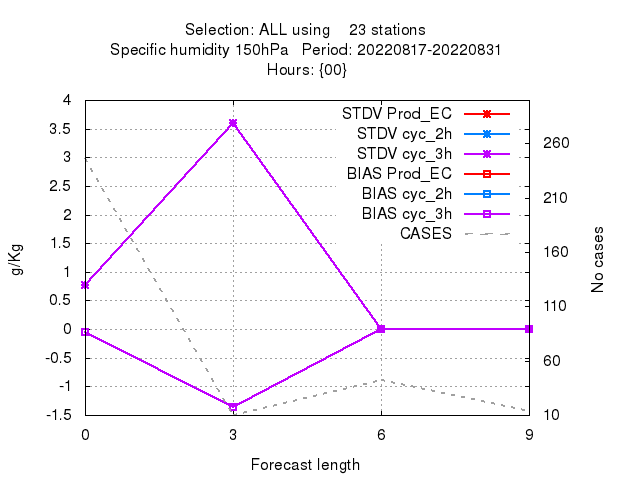 Selection: ALL using    23 stations
Specific humidity 150hPa   Period: 20220817-20220831
Hours: {00}
STDV Prod_EC
STDV cyc_2h
STDV cyc_3h
BIAS Prod_EC
BIAS cyc_2h
BIAS cyc_3h
CASES
4
3.5
3
2.5
2
1.5
1
0.5
0
-0.5
-1
-1.5
g/Kg
260
210
160
110
60
10
No cases
0 3 6 9
Forecast length